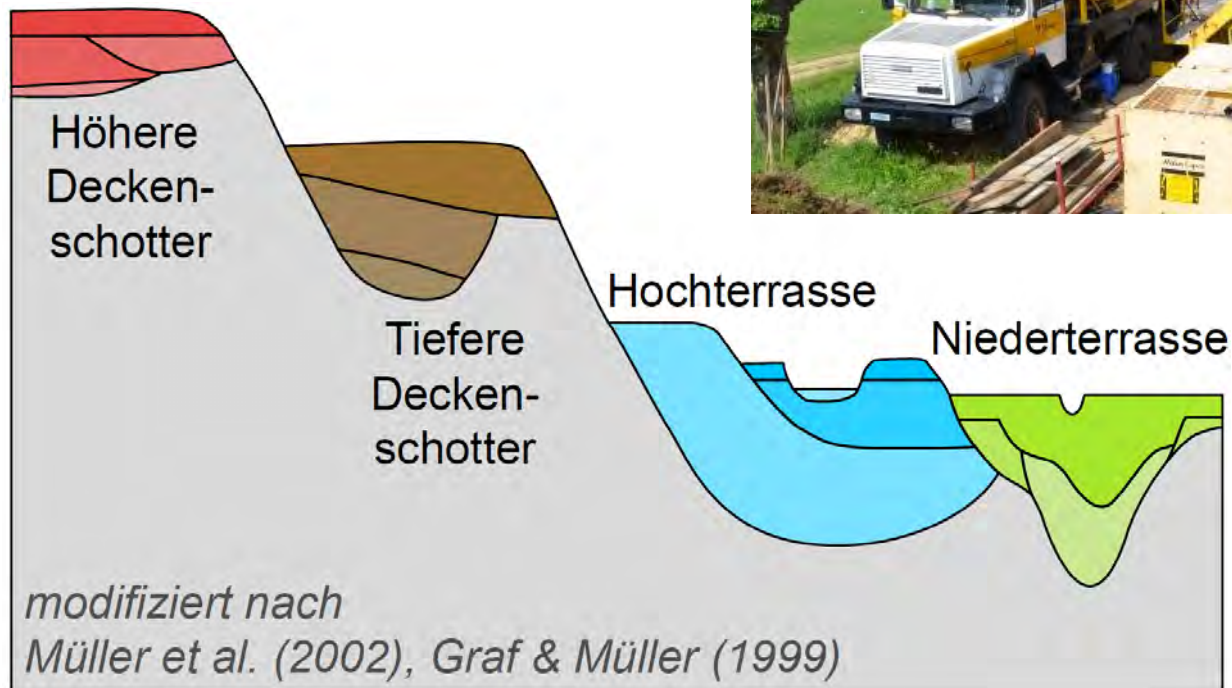 Höhere
Decken-
schotter
Tiefere
Decken-
schotter
Hochterrasse
Niederterrasse
modifiziert nach
Müller et al. (2002), Graf & Müller (1999)